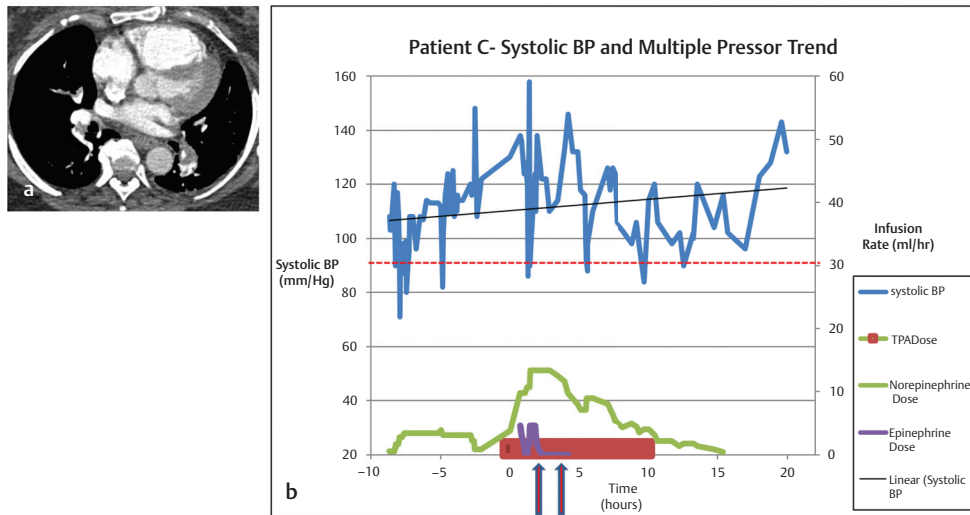 a
Patient C- Systolic BP and Multiple Pressor Trend
160
140
120
100
80
60
40
20
Systolic BP
(mm/Hg)
60
50
40
30
20
10
0
Infusion
Rate (ml/hr)
systolic BP
TPADose
Norepinephrine
Dose
Epinephrine
Dose
Linear (Systolic
BP
−10
−5
0
5
10
15
20
Time
(hours)
b